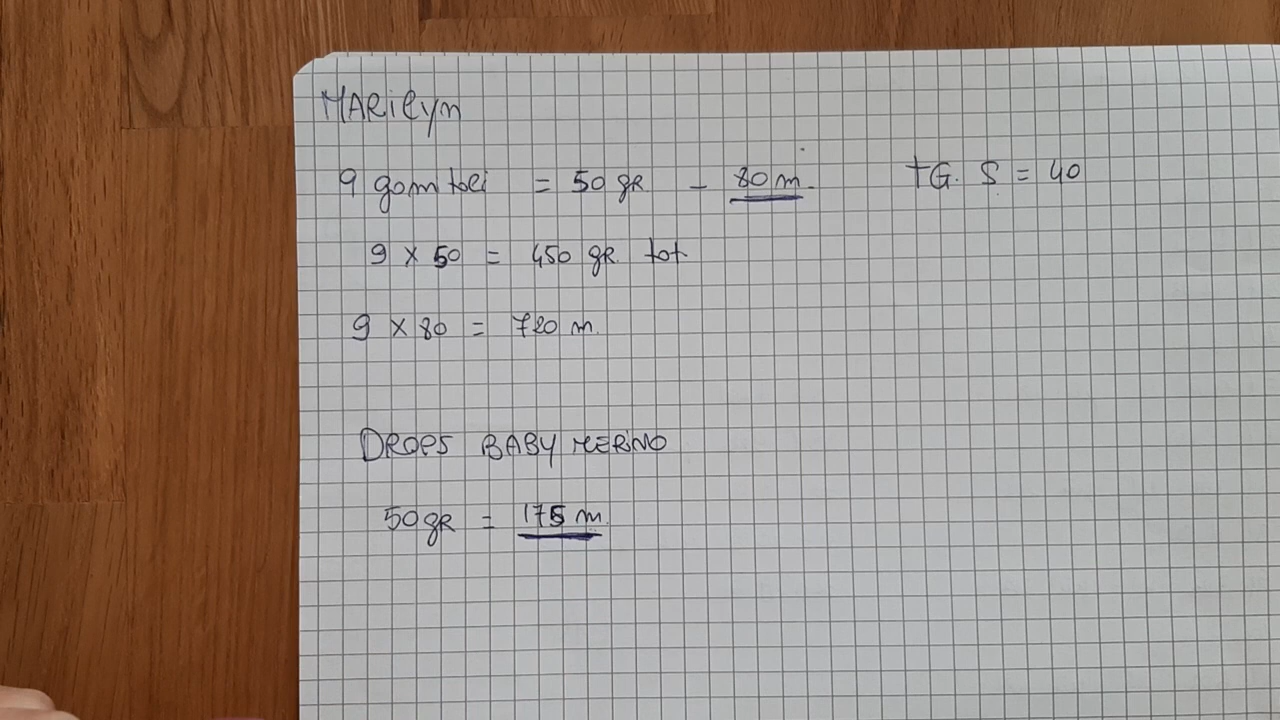 MARilyn
9 gomitoli = 50 gR - 80 m. TG. S = 40
9 x 50 = 450 gR. tot.
9 x 80 = 720 m.
DROPS BABY MERINO
50 gR = 175 m.